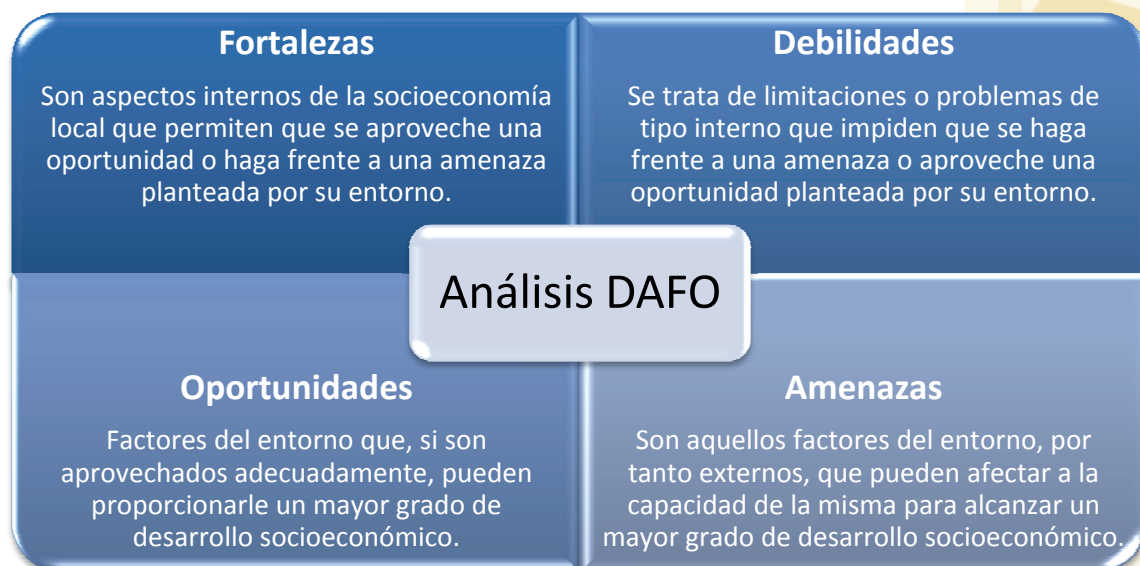 Fortalezas
Son aspectos internos de la socioeconomía
local que permiten que se aproveche una
oportunidad o haga frente a una amenaza
planteada por su entorno.
Debilidades
Se trata de limitaciones o problemas de
tipo interno que impiden que se haga
frente a una amenaza o aproveche una
oportunidad planteada por su entorno.
Análisis DAFO
Oportunidades
Factores del entorno que, si son
aprovechados adecuadamente, pueden
proporcionarle un mayor grado de
desarrollo socioeconómico.
Amenazas
Son aquellos factores del entorno, por
tanto externos, que pueden afectar a la
capacidad de la misma para alcanzar un
mayor grado de desarrollo socioeconómico.